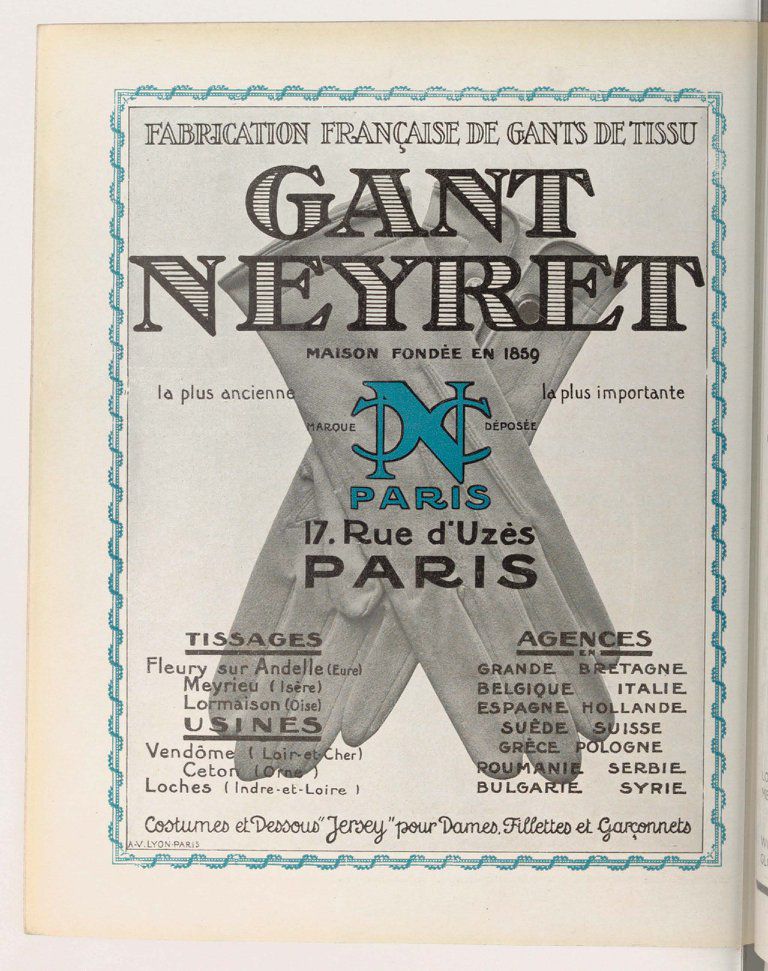 FABRICATION FRANÇAISE DE GANTS DE TISSU
GANT
NEYRET
MAISON FONDÉE EN 1859
la plus ancienne
la plus importante
MARQUE
DÉPOSÉE
NC
PARIS
17. Rue d'Uzès
PARIS
TISSAGES
Fleury sur Andelle (Eure)
Meyrieu (Isère)
Lormaison (Oise)
USINES
Vendôme (Loir-et-Cher)
Ceton (Orne)
Loches (Indre-et-Loire)
AGENCES
EN
GRANDE BRETAGNE
BELGIQUE ITALIE
ESPAGNE HOLLANDE
SUÈDE SUISSE
GRÈCE POLOGNE
ROUMANIE SERBIE
BULGARIE SYRIE
Costumes et Dessous "Jersey" pour Dames, Fillettes et Garçonnets
A-V. LYON-PARIS